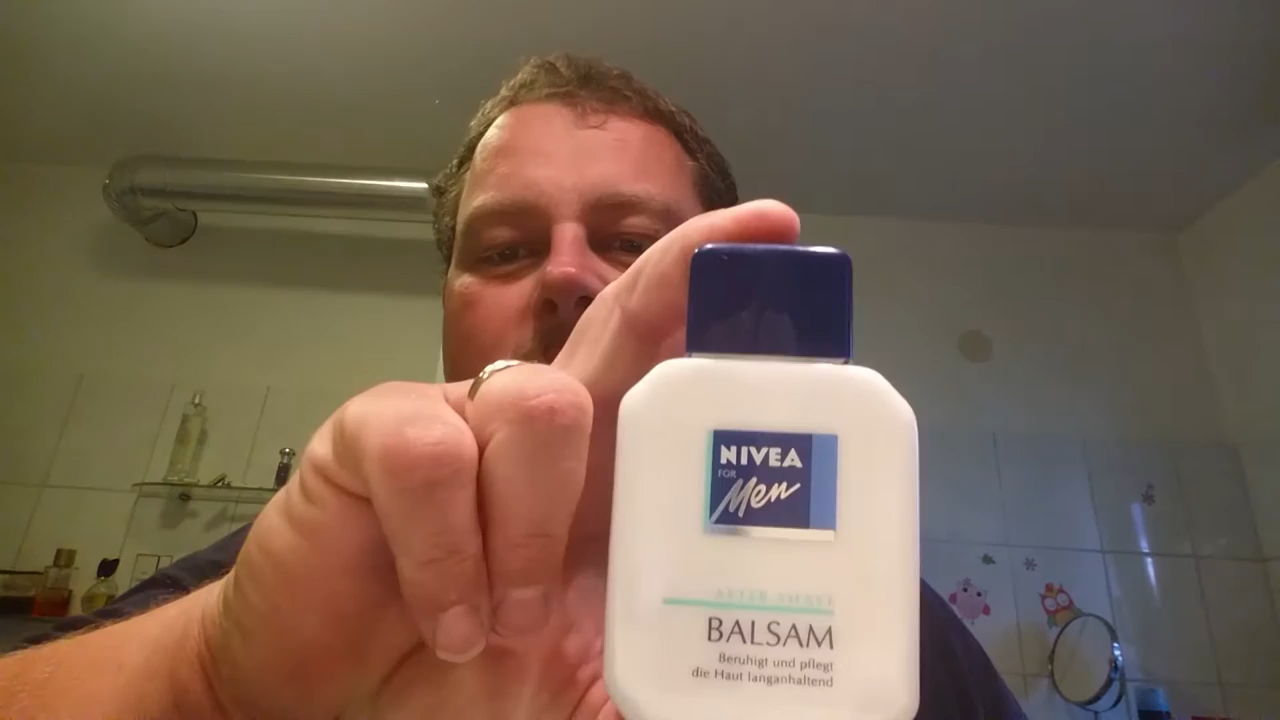 NIVEA
FOR
Men
AFTER SHAVE
BALSAM
Beruhigt und pflegt
die Haut langanhaltend